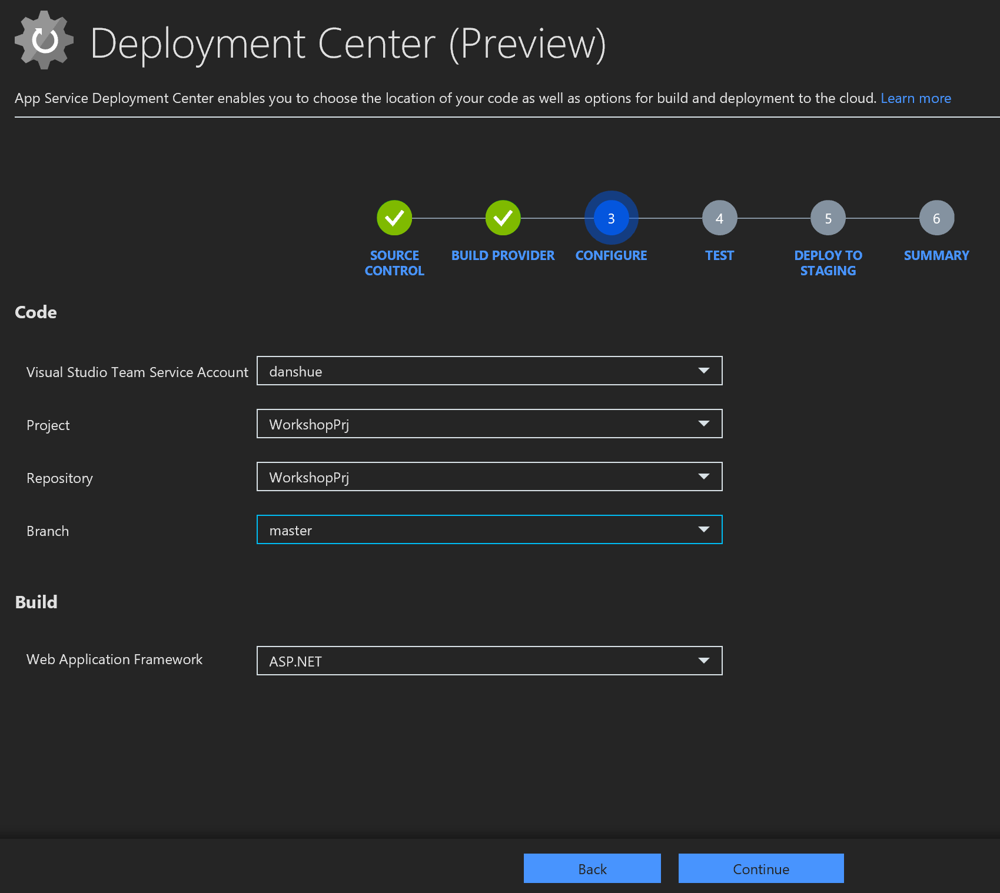 Deployment Center (Preview)
App Service Deployment Center enables you to choose the location of your code as well as options for build and deployment to the cloud. Learn more
3
4
5
6
SOURCE
CONTROL
BUILD PROVIDER
CONFIGURE
TEST
DEPLOY TO
STAGING
SUMMARY
Code
Visual Studio Team Service Account
danshue
Project
WorkshopPrj
Repository
WorkshopPrj
Branch
master
Build
Web Application Framework
ASP.NET
Back
Continue